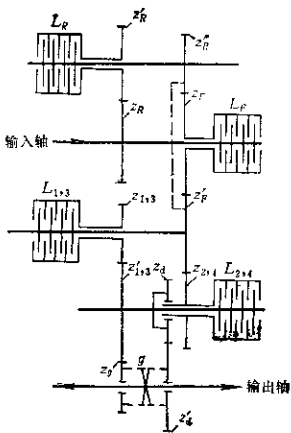 L_R z'_R z''_R
z_R z_F L_F
输入轴
L_{1,3} z_{1,3} z'_F
z'_{1,3} z_d z_{2,4} L_{2,4}
z_g g
输出轴
z'_d